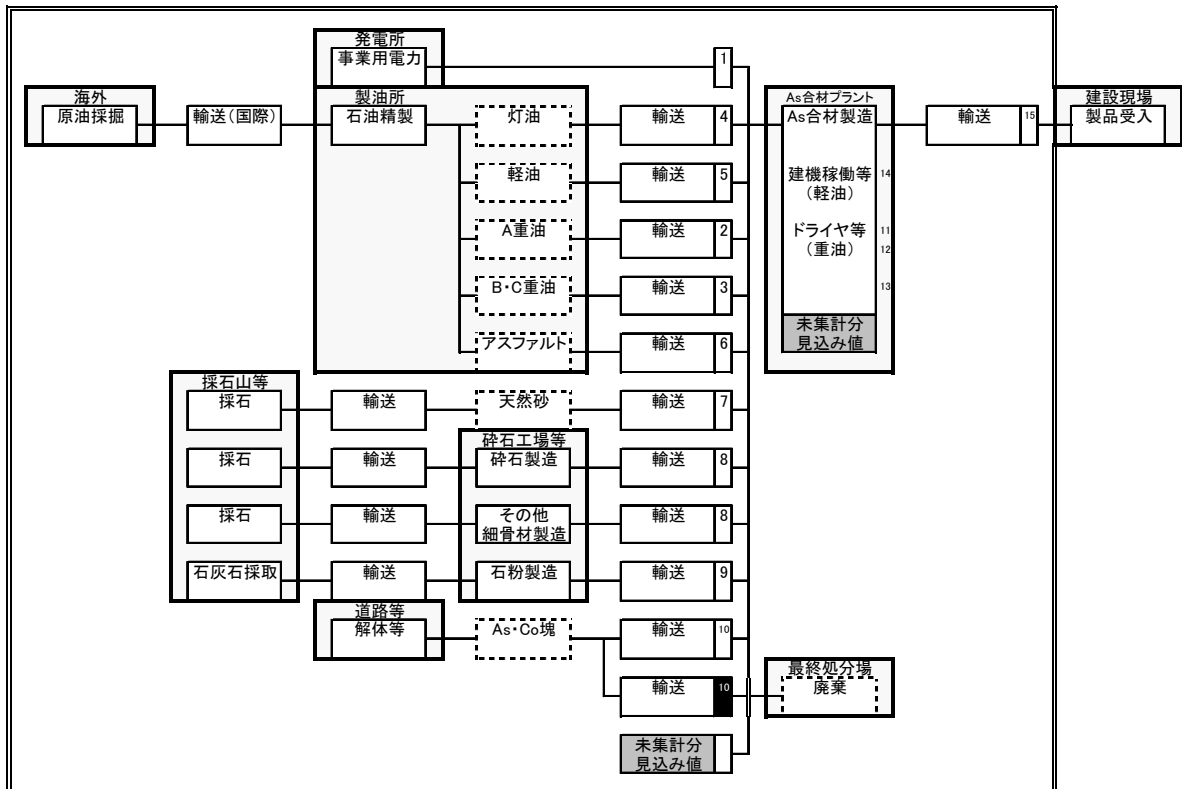 発電所
事業用電力
1
海外
原油採掘
輸送(国際)
製油所
石油精製
灯油
輸送
4
As合材プラント
As合材製造
輸送
15
建設現場
製品受入
軽油
輸送
5
建機稼働等
(軽油)
14
A重油
輸送
2
ドライヤ等
(重油)
11
12
B・C重油
輸送
3
13
アスファルト
輸送
6
未集計分
見込み値
採石山等
採石
輸送
天然砂
輸送
7
砕石工場等
採石
輸送
砕石製造
輸送
8
採石
輸送
その他
細骨材製造
輸送
8
石灰石採取
輸送
石粉製造
輸送
9
道路等
解体等
As・Co塊
輸送
10
輸送
10
最終処分場
廃棄
未集計分
見込み値